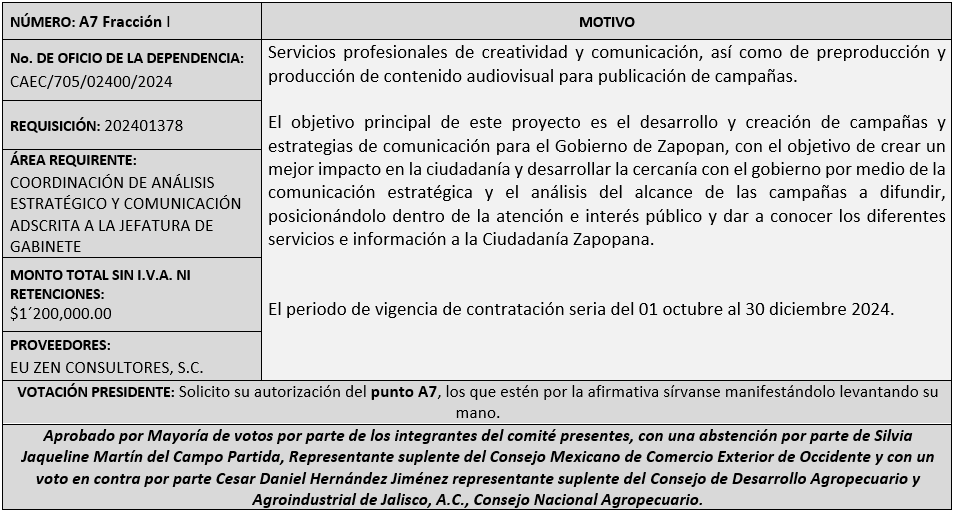 NÚMERO: A7 Fracción I
MOTIVO
No. DE OFICIO DE LA DEPENDENCIA:
CAEC/705/02400/2024
REQUISICIÓN: 202401378
ÁREA REQUIRENTE:
COORDINACIÓN DE ANÁLISIS
ESTRATÉGICO Y COMUNICACIÓN
ADSCRITA A LA JEFATURA DE
GABINETE
MONTO TOTAL SIN I.V.A. NI
RETENCIONES:
$1´200,000.00
PROVEEDORES:
EU ZEN CONSULTORES, S.C.
Servicios profesionales de creatividad y comunicación, así como de preproducción y
producción de contenido audiovisual para publicación de campañas.
El objetivo principal de este proyecto es el desarrollo y creación de campañas y
estrategias de comunicación para el Gobierno de Zapopan, con el objetivo de crear un
mejor impacto en la ciudadanía y desarrollar la cercanía con el gobierno por medio de la
comunicación estratégica y el análisis del alcance de las campañas a difundir,
posicionándolo dentro de la atención e interés público y dar a conocer los diferentes
servicios e información a la Ciudadanía Zapopana.
El periodo de vigencia de contratación seria del 01 octubre al 30 diciembre 2024.
VOTACIÓN PRESIDENTE: Solicito su autorización del punto A7, los que estén por la afirmativa sírvanse manifestándolo levantando su
mano.
Aprobado por Mayoría de votos por parte de los integrantes del comité presentes, con una abstención por parte de Silvia
Jaqueline Martín del Campo Partida, Representante suplente del Consejo Mexicano de Comercio Exterior de Occidente y con un
voto en contra por parte Cesar Daniel Hernández Jiménez representante suplente del Consejo de Desarrollo Agropecuario y
Agroindustrial de Jalisco, A.C., Consejo Nacional Agropecuario.